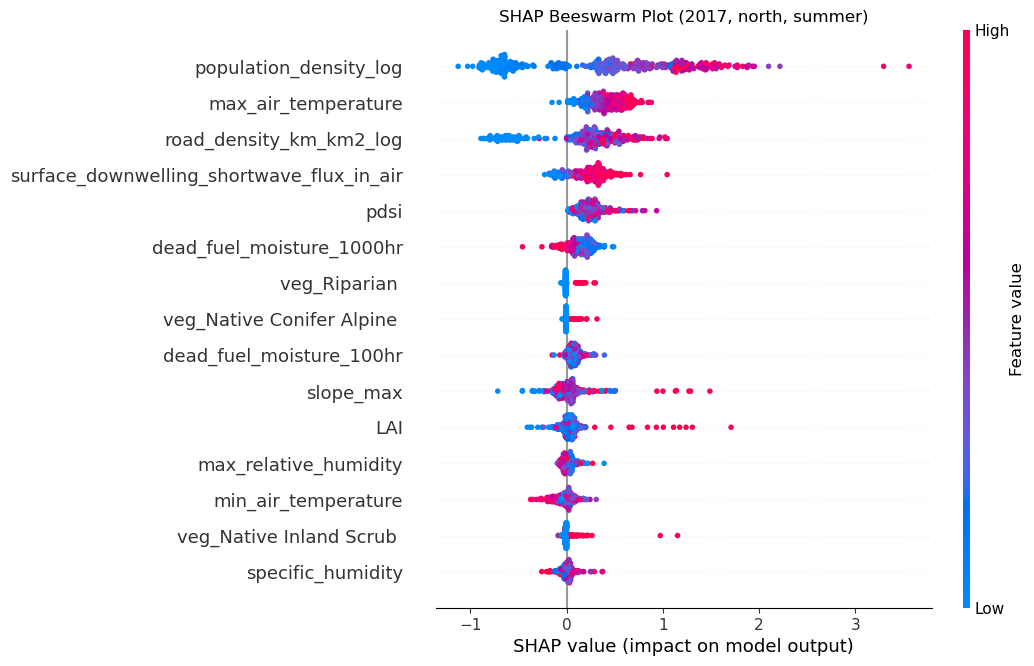 SHAP Beeswarm Plot (2017, north, summer)
High
population_density_log
max_air_temperature
road_density_km_km2_log
surface_downwelling_shortwave_flux_in_air
pdsi
dead_fuel_moisture_1000hr
veg_Riparian
veg_Native Conifer Alpine
dead_fuel_moisture_100hr
slope_max
LAI
max_relative_humidity
min_air_temperature
veg_Native Inland Scrub
specific_humidity
Feature value
Low
−1 0 1 2 3
SHAP value (impact on model output)